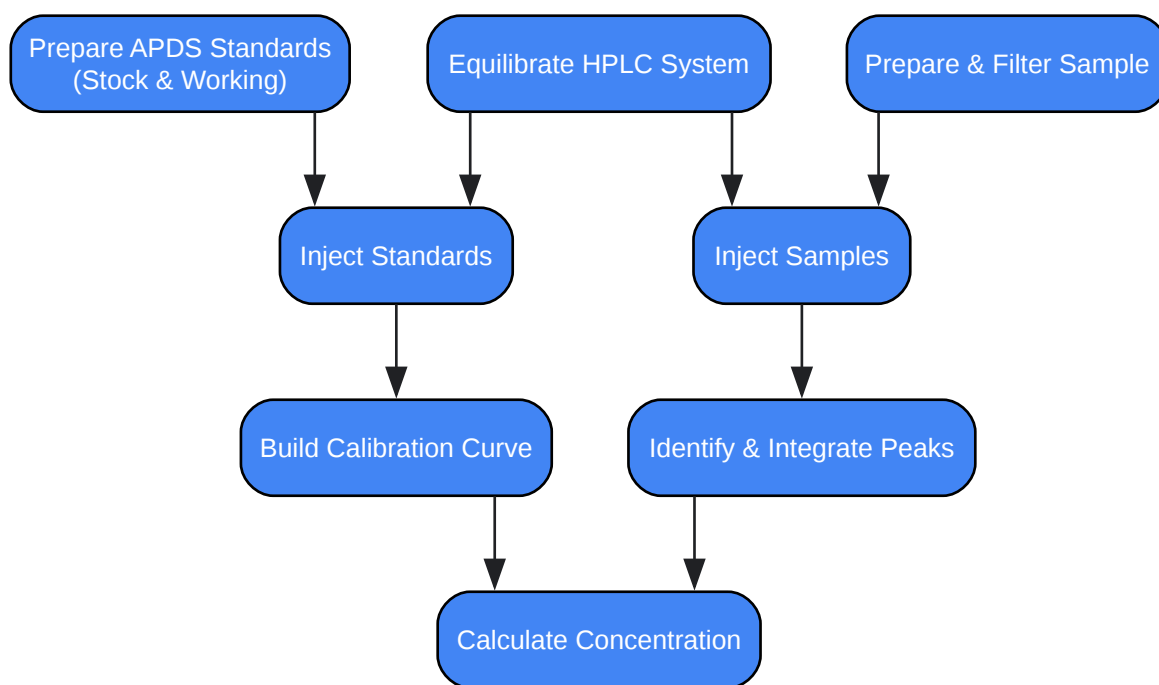 Prepare APDS Standards
(Stock & Working)
Equilibrate HPLC System
Prepare & Filter Sample
Inject Standards
Inject Samples
Build Calibration Curve
Identify & Integrate Peaks
Calculate Concentration